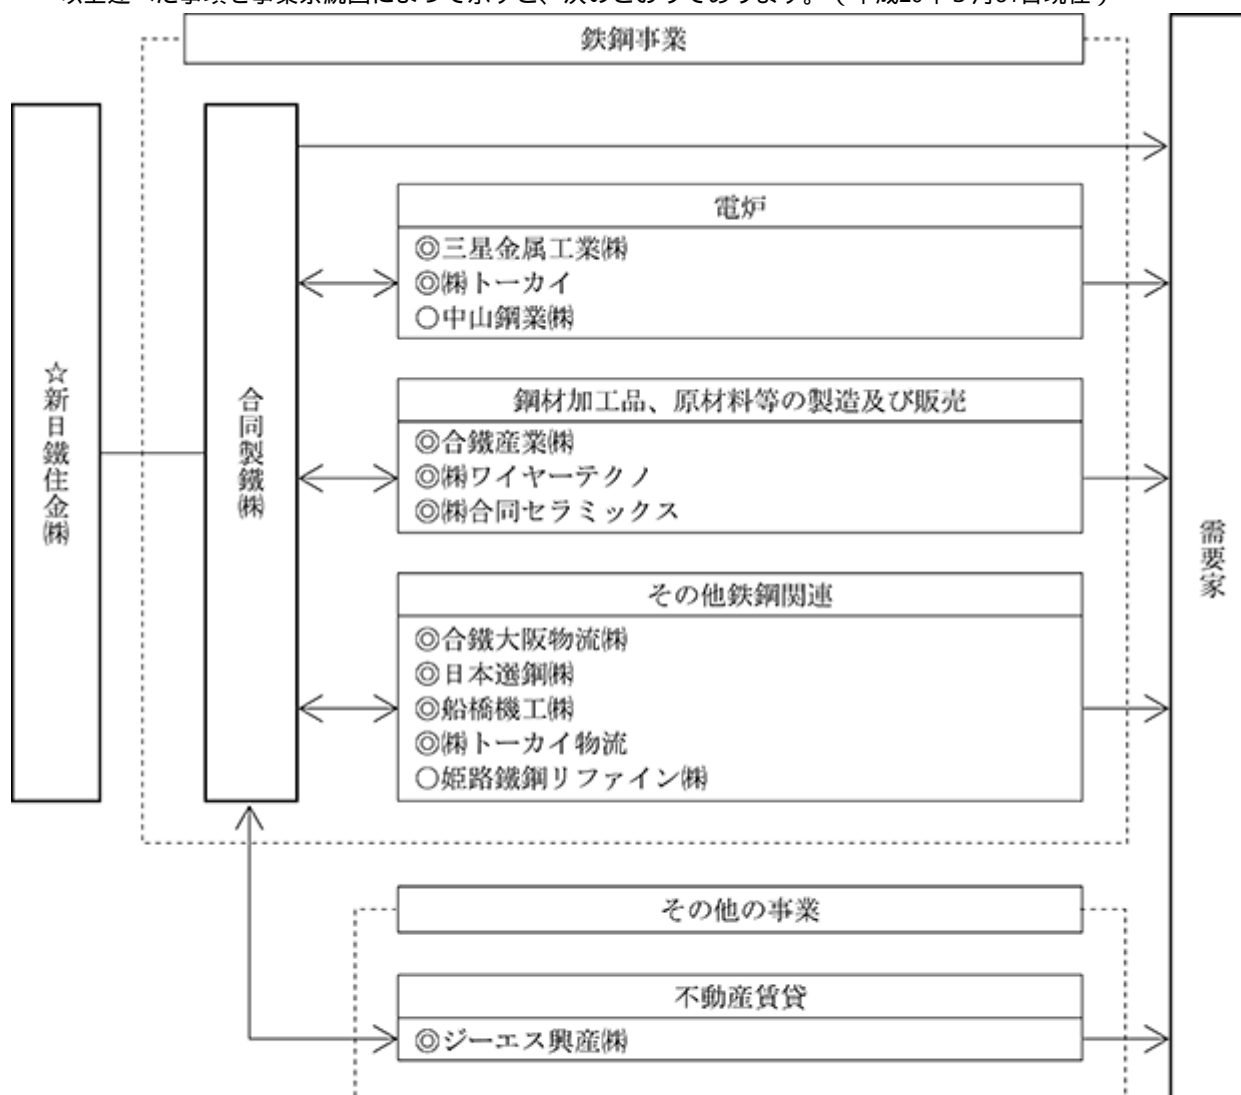 鉄鋼事業
電炉
◎三星金属工業㈱
◎㈱トーカイ
○中山鋼業㈱
☆新日鐵住金㈱
合同製鐵㈱
鋼材加工品、原材料等の製造及び販売
◎合鐵産業㈱
◎㈱ワイヤーテクノ
◎㈱合同セラミックス
需要家
その他鉄鋼関連
◎合鐵大阪物流㈱
◎日本選鋼㈱
◎船橋機工㈱
◎㈱トーカイ物流
○姫路鐵鋼リファイン㈱
その他の事業
不動産賃貸
◎ジーエス興産㈱